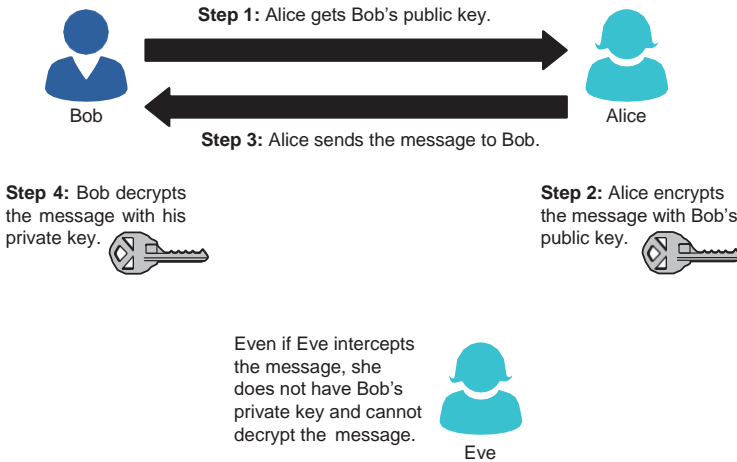 Step 1: Alice gets Bob's public key.
Bob
Alice
Step 3: Alice sends the message to Bob.
Step 4: Bob decrypts
the message with his
private key.
Step 2: Alice encrypts
the message with Bob's
public key.
Even if Eve intercepts
the message, she
does not have Bob's
private key and cannot
decrypt the message.
Eve